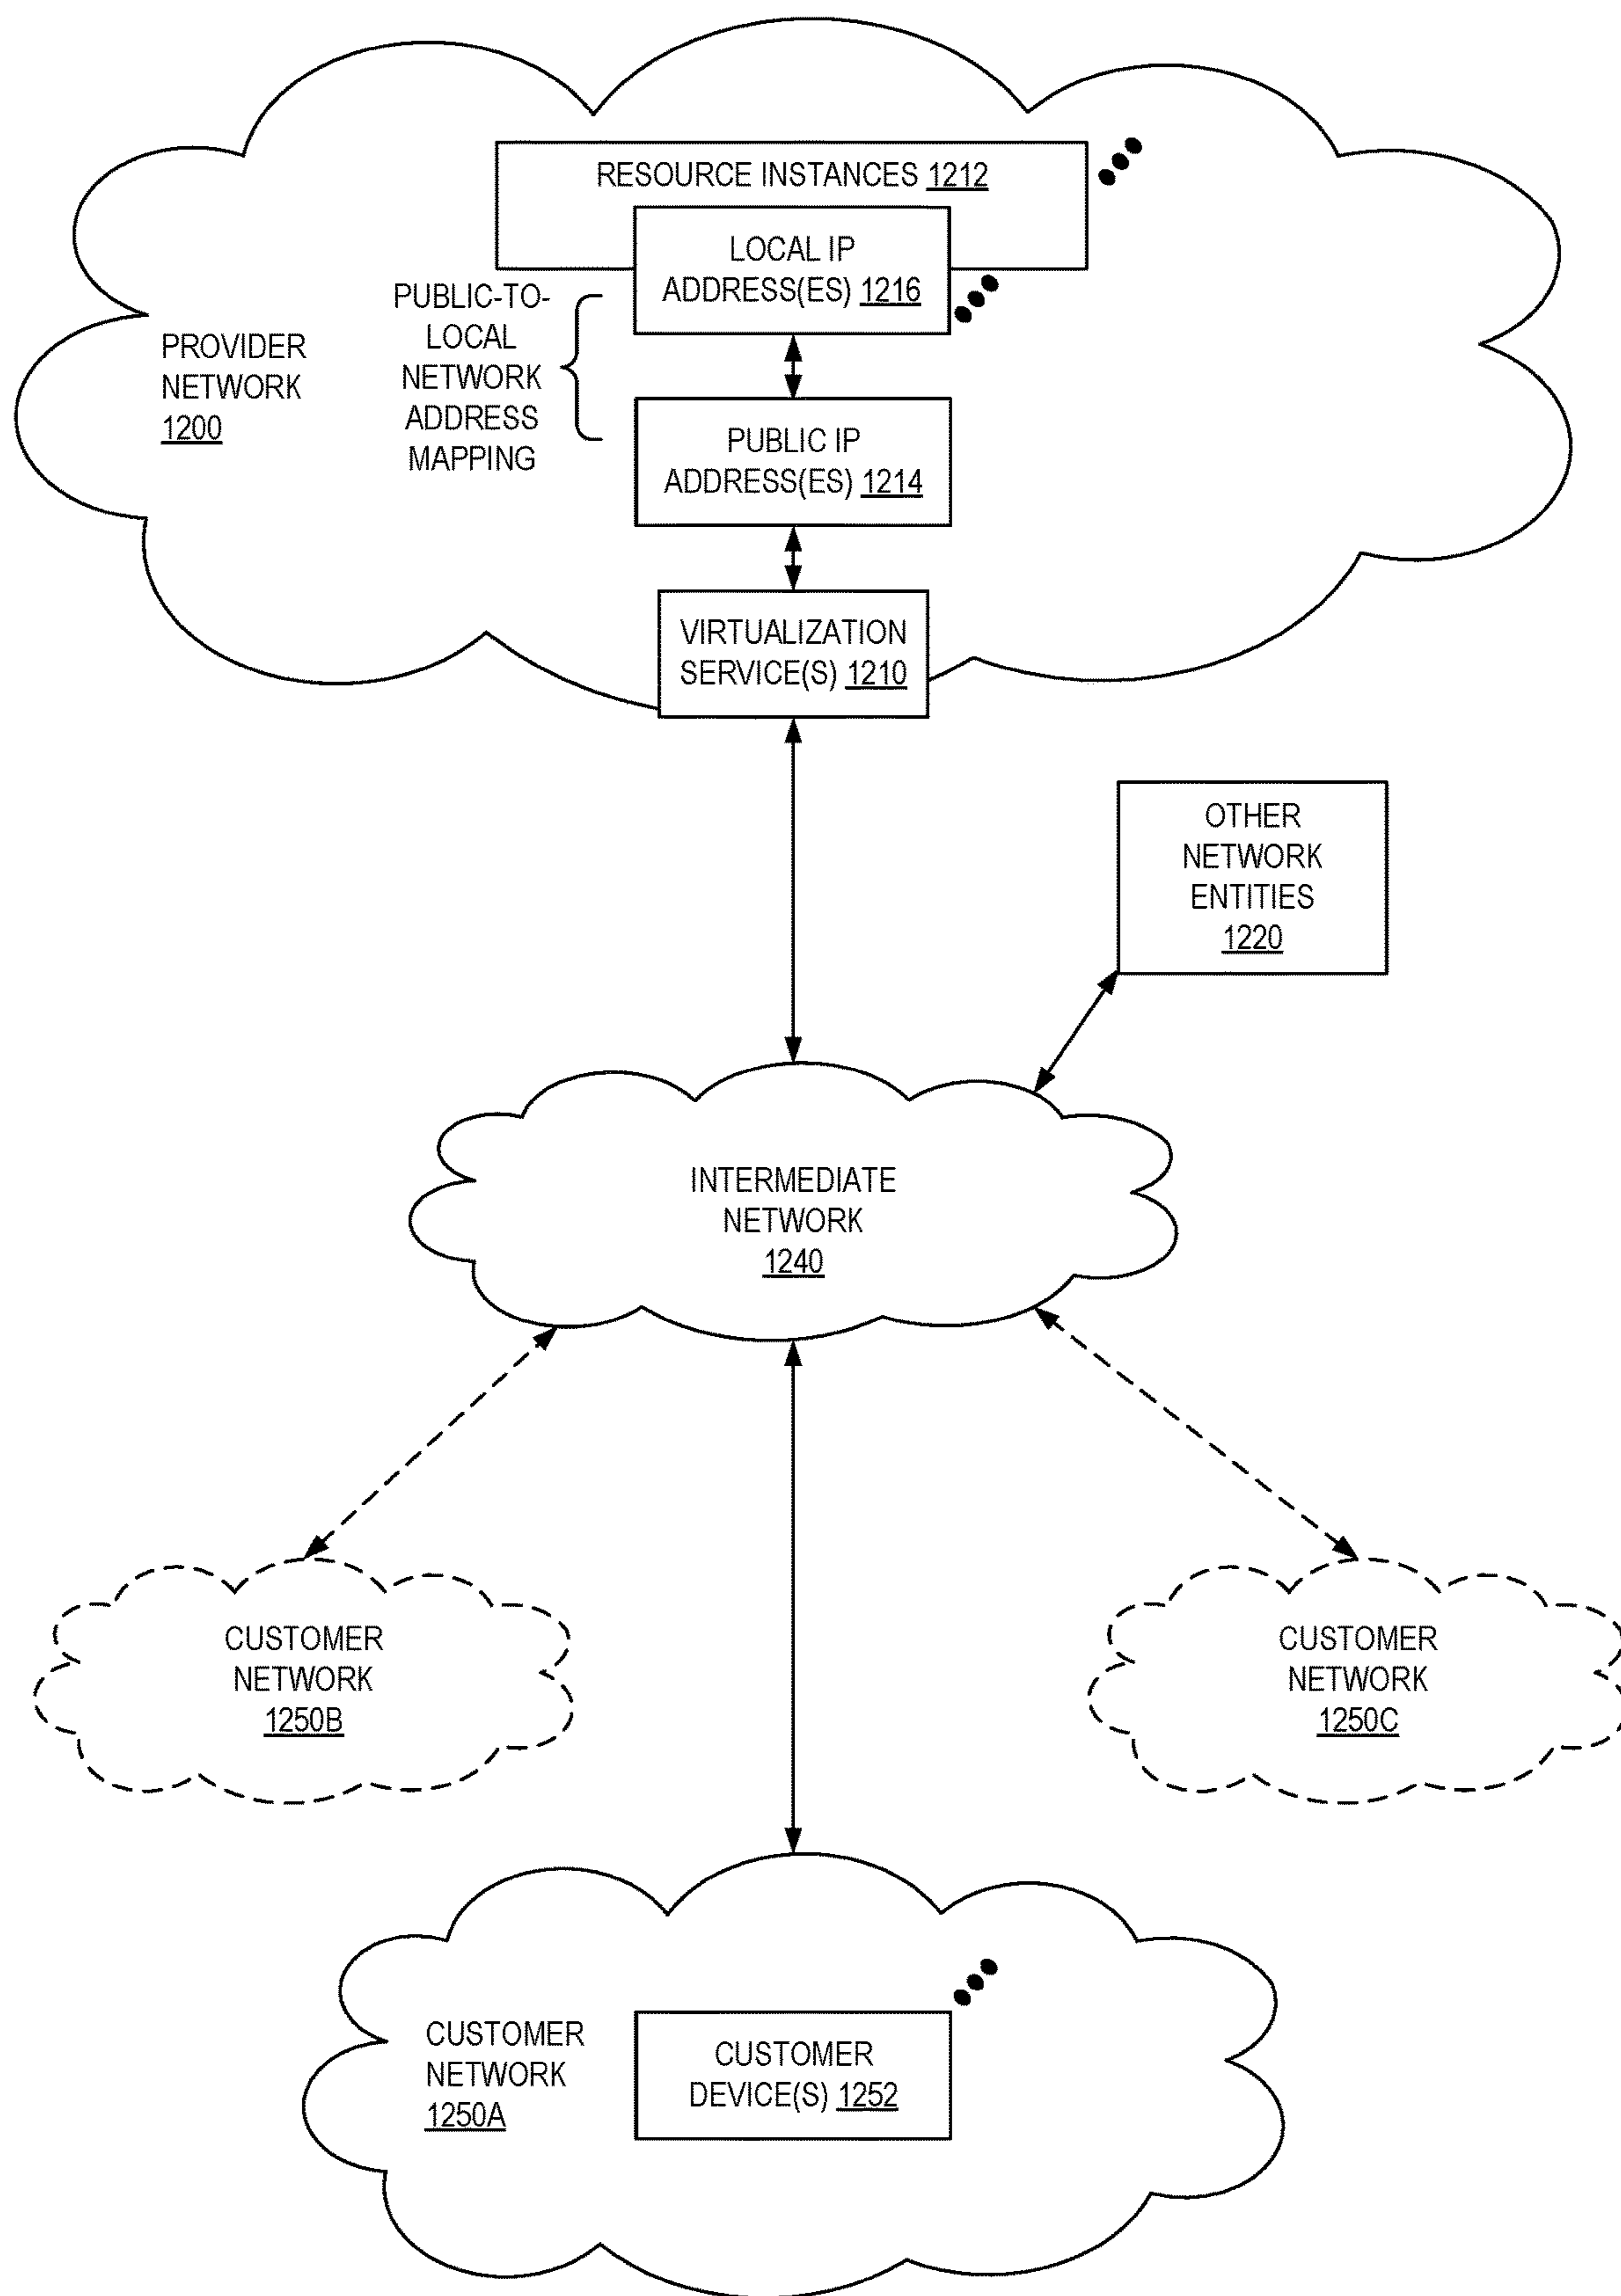 RESOURCE INSTANCES 1212
LOCAL IP
ADDRESS(ES) 1216
PUBLIC-TO-
LOCAL
NETWORK
ADDRESS
MAPPING
PROVIDER
NETWORK
1200
PUBLIC IP
ADDRESS(ES) 1214
VIRTUALIZATION
SERVICE(S) 1210
OTHER
NETWORK
ENTITIES
1220
INTERMEDIATE
NETWORK
1240
CUSTOMER
NETWORK
1250B
CUSTOMER
NETWORK
1250C
CUSTOMER
NETWORK
1250A
CUSTOMER
DEVICE(S) 1252